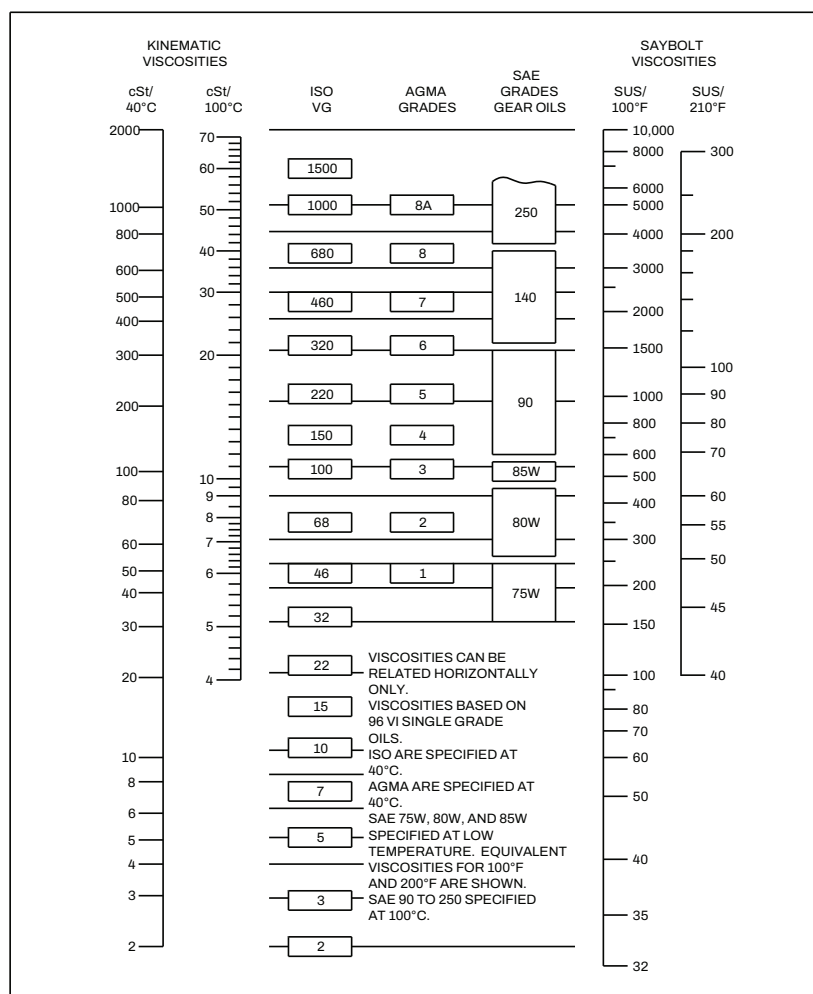 KINEMATIC
VISCOSITIES
SAYBOLT
VISCOSITIES
cSt/
40°C
cSt/
100°C
ISO
VG
AGMA
GRADES
SAE
GRADES
GEAR OILS
SUS/
100°F
SUS/
210°F
2000
1000
800
600
500
400
300
200
100
80
60
50
40
30
20
10
8
6
5
4
3
2
70
60
50
40
30
20
10
9
8
7
6
5
4
1500
1000
680
460
320
220
150
100
68
46
32
22
15
10
7
5
3
2
8A
8
7
6
5
4
3
2
1
250
140
90
85W
80W
75W
VISCOSITIES CAN BE
RELATED HORIZONTALLY
ONLY.
VISCOSITIES BASED ON
96 VI SINGLE GRADE
OILS.
ISO ARE SPECIFIED AT
40°C.
AGMA ARE SPECIFIED AT
40°C.
SAE 75W, 80W, AND 85W
SPECIFIED AT LOW
TEMPERATURE. EQUIVALENT
VISCOSITIES FOR 100°F
AND 200°F ARE SHOWN.
SAE 90 TO 250 SPECIFIED
AT 100°C.
10,000
8000
6000
5000
4000
3000
2000
1500
1000
800
600
500
400
300
200
150
100
80
70
60
50
40
35
32
300
200
100
90
80
70
60
55
50
45
40